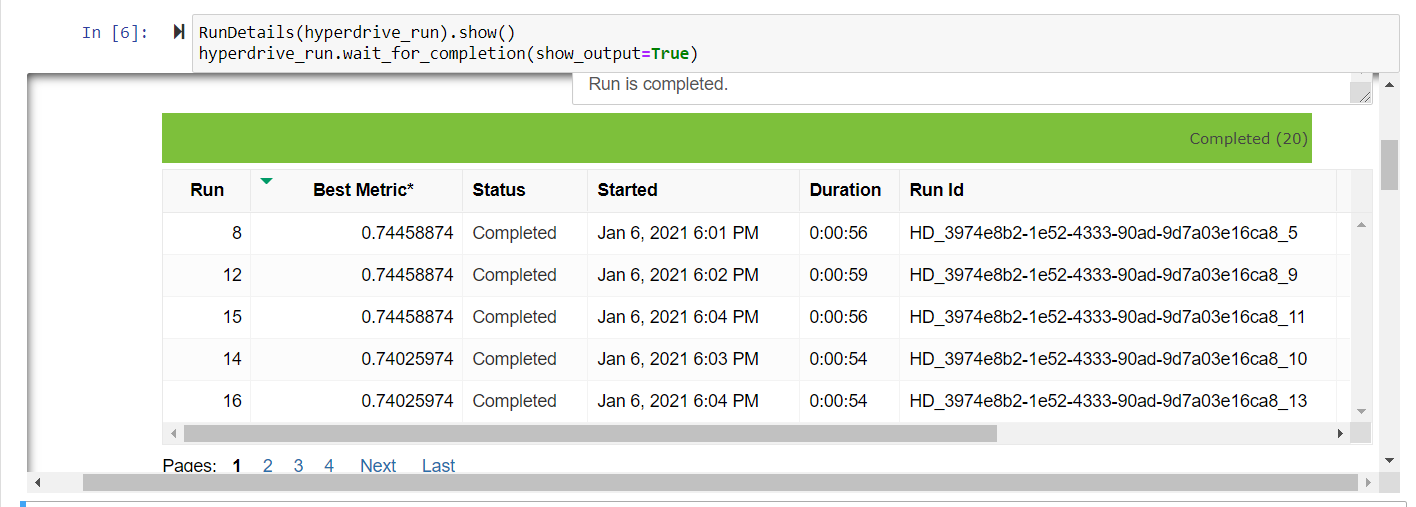 In [6]: RunDetails(hyperdrive_run).show()
hyperdrive_run.wait_for_completion(show_output=True)
Run is completed.
Completed (20)
Run Best Metric* Status Started Duration Run Id
8 0.74458874 Completed Jan 6, 2021 6:01 PM 0:00:56 HD_3974e8b2-1e52-4333-90ad-9d7a03e16ca8_5
12 0.74458874 Completed Jan 6, 2021 6:02 PM 0:00:59 HD_3974e8b2-1e52-4333-90ad-9d7a03e16ca8_9
15 0.74458874 Completed Jan 6, 2021 6:04 PM 0:00:56 HD_3974e8b2-1e52-4333-90ad-9d7a03e16ca8_11
14 0.74025974 Completed Jan 6, 2021 6:03 PM 0:00:54 HD_3974e8b2-1e52-4333-90ad-9d7a03e16ca8_10
16 0.74025974 Completed Jan 6, 2021 6:04 PM 0:00:54 HD_3974e8b2-1e52-4333-90ad-9d7a03e16ca8_13
Pages: 1 2 3 4 Next Last